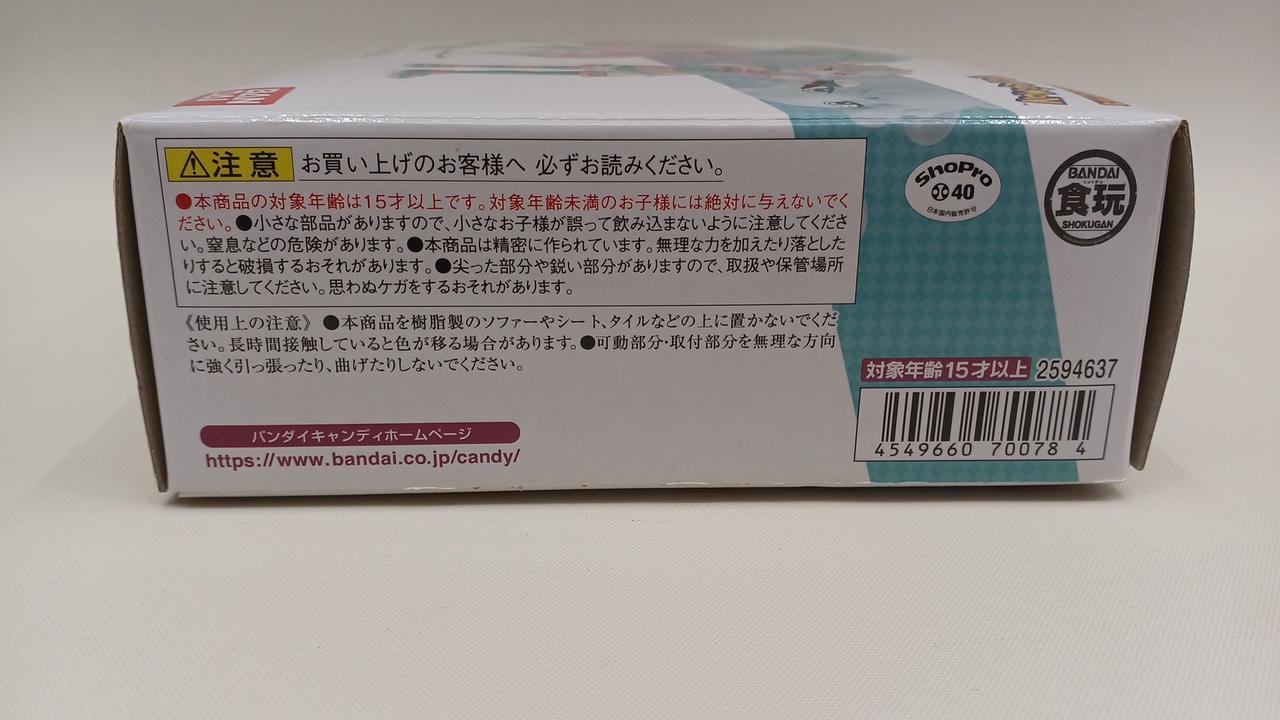 注意 お買い上げのお客様へ 必ずお読みください。
●本商品の対象年齢は15才以上です。対象年齢未満のお子様には絶対に与えないでく
ださい。●小さな部品がありますので、小さなお子様が誤って飲み込まないように注意してくださ
い。窒息などの危険があります。●本商品は精密に作られています。無理な力を加えたり落とした
りすると破損するおそれがあります。●尖った部分や鋭い部分がありますので、取扱や保管場所
に注意してください。思わぬケガをするおそれがあります。
《使用上の注意》 ●本商品を樹脂製のソファーやシート、タイルなどの上に置かないでくだ
さい。長時間接触していると色が移る場合があります。●可動部分・取付部分を無理な方向
に強く引っ張ったり、曲げたりしないでください。
バンダイキャンディホームページ
https://www.bandai.co.jp/candy/
ShoPro
40
日本国内販売許可
BANDAI
しょくがん
食玩
SHOKUGAN
対象年齢15才以上 2594637
4549660 70078 4